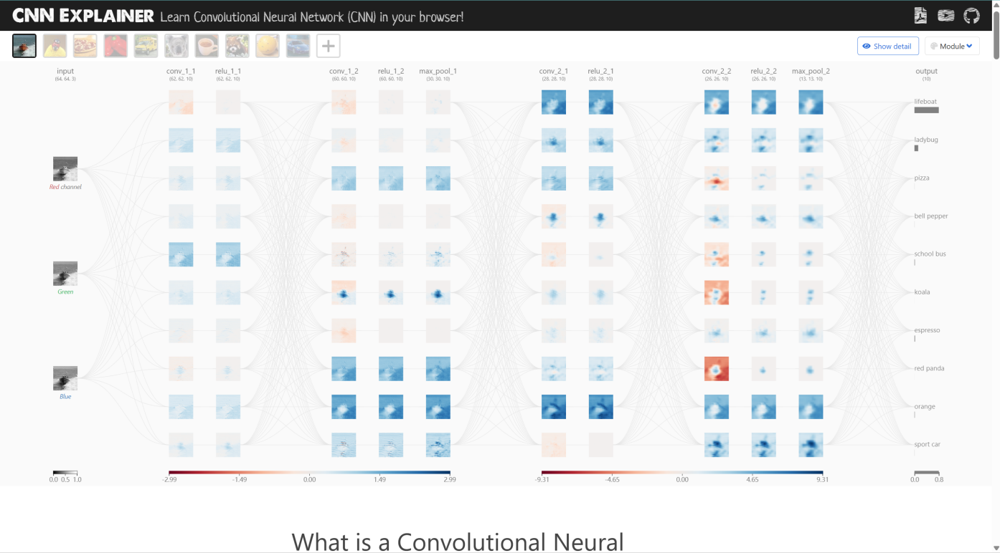 CNN EXPLAINER Learn Convolutional Neural Network (CNN) in your browser!
Show detail
Module
input conv_1_1 relu_1_1 conv_1_2 relu_1_2 max_pool_1 conv_2_1 relu_2_1 conv_2_2 relu_2_2 max_pool_2 output
(64, 64, 3) (62, 62, 10) (62, 62, 10) (60, 60, 10) (60, 60, 10) (30, 30, 10) (28, 28, 10) (28, 28, 10) (26, 26, 10) (26, 26, 10) (13, 13, 10) (10)
lifeboat
ladybug
pizza
Red channel
bell pepper
school bus
Green
koala
espresso
red panda
Blue
orange
sport car
0.0 0.5 1.0 -2.99 -1.49 0.00 1.49 2.99 -9.31 -4.65 0.00 4.65 9.31 0.0 0.8
What is a Convolutional Neural